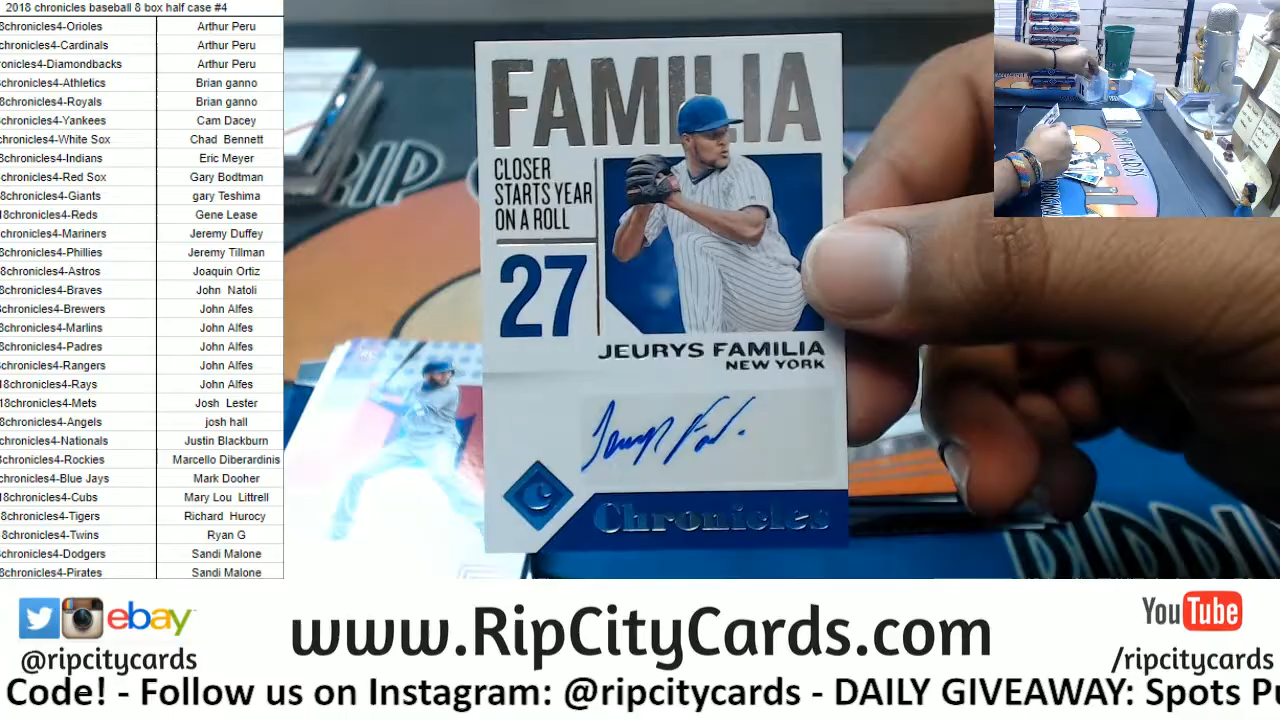 2018 chronicles baseball 8 box half case #4
8chronicles4-Orioles Arthur Peru
chronicles4-Cardinals Arthur Peru
ronicles4-Diamondbacks Arthur Peru
chronicles4-Athletics Brian ganno
8chronicles4-Royals Brian ganno
chronicles4-Yankees Cam Dacey
hronicles4-White Sox Chad Bennett
8chronicles4-Indians Eric Meyer
chronicles4-Red Sox Gary Bodtman
8chronicles4-Giants gary Teshima
18chronicles4-Reds Gene Lease
chronicles4-Mariners Jeremy Duffey
8chronicles4-Phillies Jeremy Tillman
8chronicles4-Astros Joaquin Ortiz
8chronicles4-Braves John Natoli
8chronicles4-Brewers John Alfes
8chronicles4-Marlins John Alfes
8chronicles4-Padres John Alfes
8chronicles4-Rangers John Alfes
18chronicles4-Rays John Alfes
18chronicles4-Mets Josh Lester
8chronicles4-Angels josh hall
chronicles4-Nationals Justin Blackburn
8chronicles4-Rockies Marcello Diberardinis
chronicles4-Blue Jays Mark Dooher
18chronicles4-Cubs Mary Lou Littrell
8chronicles4-Tigers Richard Hurocy
8chronicles4-Twins Ryan G
chronicles4-Dodgers Sandi Malone
8chronicles4-Pirates Sandi Malone
FAMILIA
CLOSER
STARTS YEAR
ON A ROLL
27
JEURYS FAMILIA
NEW YORK
C
Chronicles
RIP
ebay
@ripcitycards
www.RipCityCards.com
YouTube
/ripcitycards
Code! - Follow us on Instagram: @ripcitycards - DAILY GIVEAWAY: Spots Pu